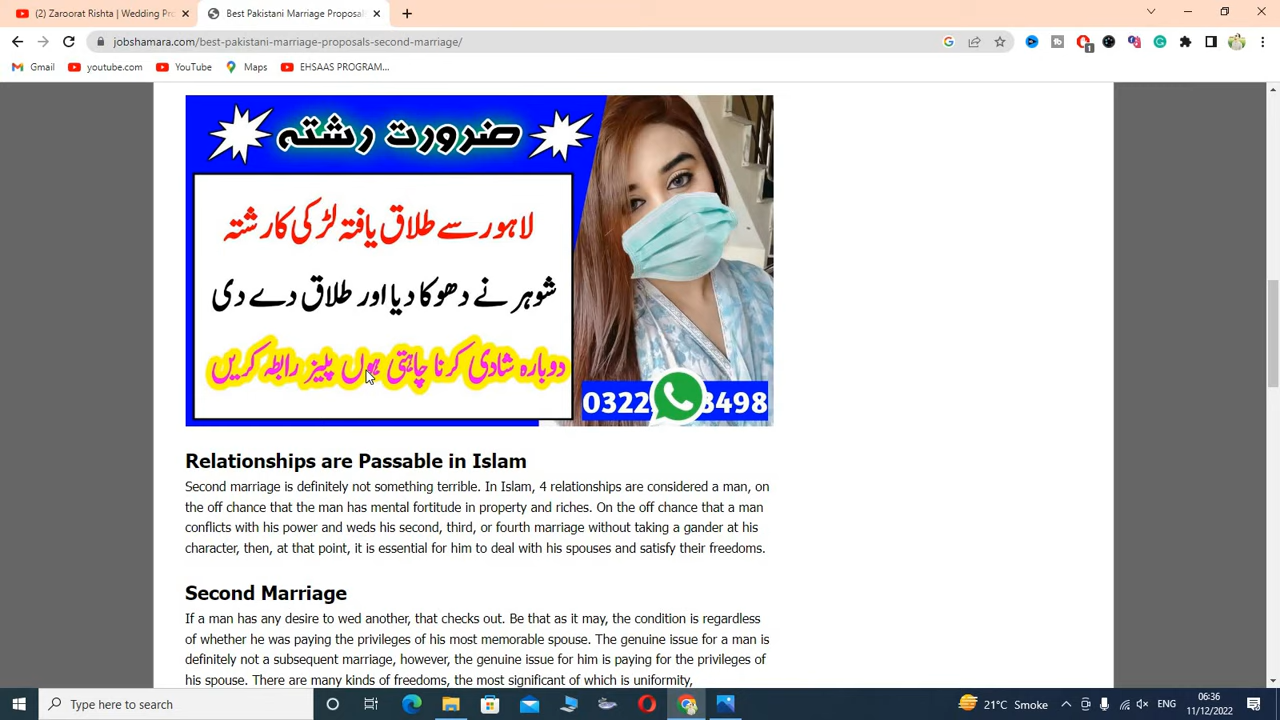 (2) Zaroorat Rishta | Wedding Pr
Best Pakistani Marriage Proposa
jobshamara.com/best-pakistani-marriage-proposals-second-marriage/
1
Gmail
youtube.com
YouTube
Maps
EHSAAS PROGRAM...
ضرورت رشتہ
لاہور سے طلاق یافتہ لڑکی کا رشتہ
شوہر نے دھوکا دیا اور طلاق دے دی
دوبارہ شادی کرنا چاہتی ہوں پلیز رابطہ کریں
0322 3498
Relationships are Passable in Islam
Second marriage is definitely not something terrible. In Islam, 4 relationships are considered a man, on
the off chance that the man has mental fortitude in property and riches. On the off chance that a man
conflicts with his power and weds his second, third, or fourth marriage without taking a gander at his
character, then, at that point, it is essential for him to deal with his spouses and satisfy their freedoms.
Second Marriage
If a man has any desire to wed another, that checks out. Be that as it may, the condition is regardless
of whether he was paying the privileges of his most memorable spouse. The genuine issue for a man is
definitely not a subsequent marriage, however, the genuine issue for him is paying for the privileges of
his spouse. There are many kinds of freedoms, the most significant of which is uniformity,
Type here to search
21°C Smoke
ENG
06:36
11/12/2022